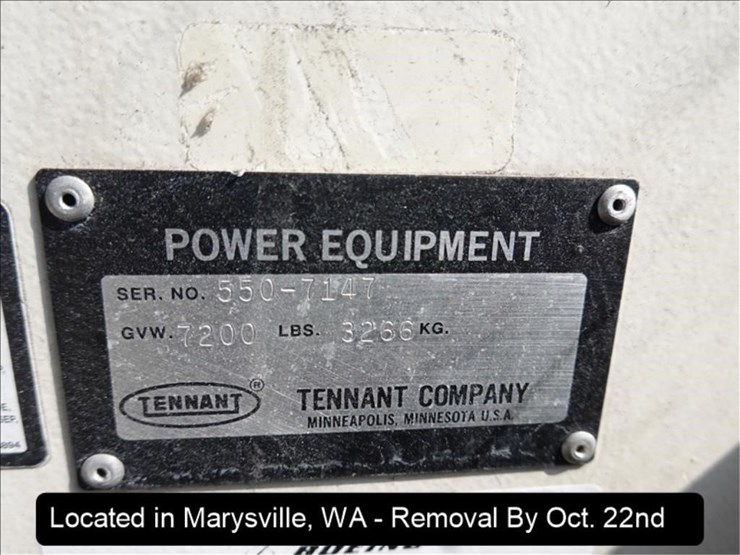 POWER EQUIPMENT
SER. NO. 550-7147
GVW. 7200 LBS. 3266 KG.
TENNANT ® TENNANT COMPANY
MINNEAPOLIS, MINNESOTA U.S.A.
Located in Marysville, WA - Removal By Oct. 22nd